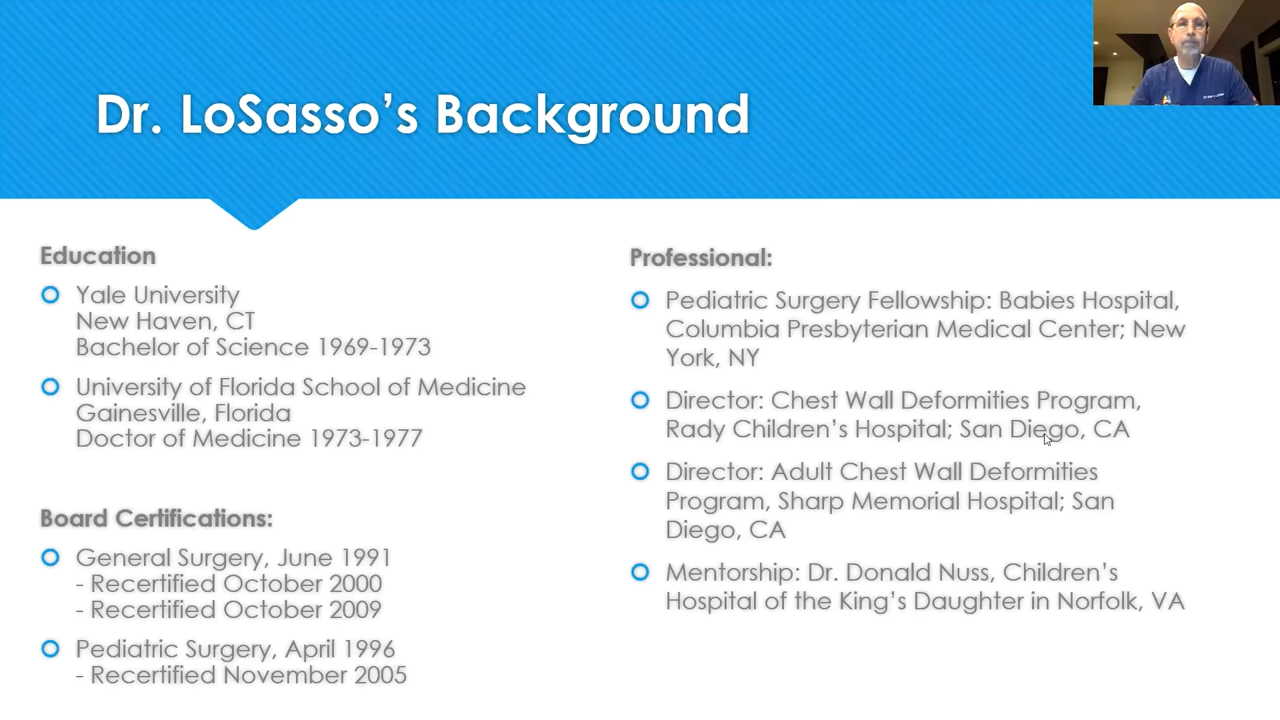 Dr. LoSasso’s Background
Education
Yale University
New Haven, CT
Bachelor of Science 1969-1973
University of Florida School of Medicine
Gainesville, Florida
Doctor of Medicine 1973-1977
Board Certifications:
General Surgery, June 1991
- Recertified October 2000
- Recertified October 2009
Pediatric Surgery, April 1996
- Recertified November 2005
Professional:
Pediatric Surgery Fellowship: Babies Hospital,
Columbia Presbyterian Medical Center; New
York, NY
Director: Chest Wall Deformities Program,
Rady Children’s Hospital; San Diego, CA
Director: Adult Chest Wall Deformities
Program, Sharp Memorial Hospital; San
Diego, CA
Mentorship: Dr. Donald Nuss, Children’s
Hospital of the King’s Daughter in Norfolk, VA